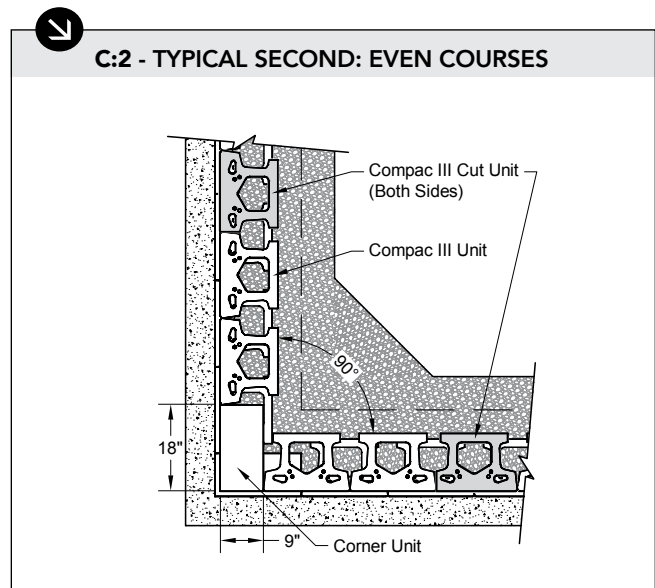 C:2 - TYPICAL SECOND: EVEN COURSES
Compac III Cut Unit
(Both Sides)
Compac III Unit
90°
18"
9"
Corner Unit